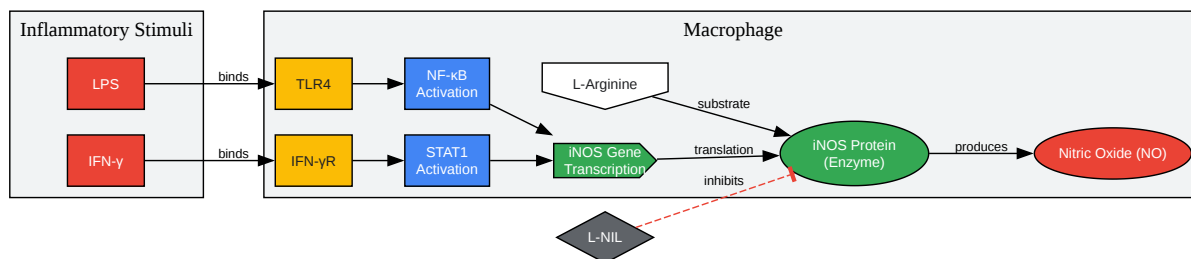 Inflammatory Stimuli
Macrophage
LPS
binds
TLR4
NF-κB
Activation
L-Arginine
substrate
IFN-γ
binds
IFN-γR
STAT1
Activation
iNOS Gene
Transcription
translation
iNOS Protein
(Enzyme)
produces
Nitric Oxide (NO)
inhibits
L-NIL